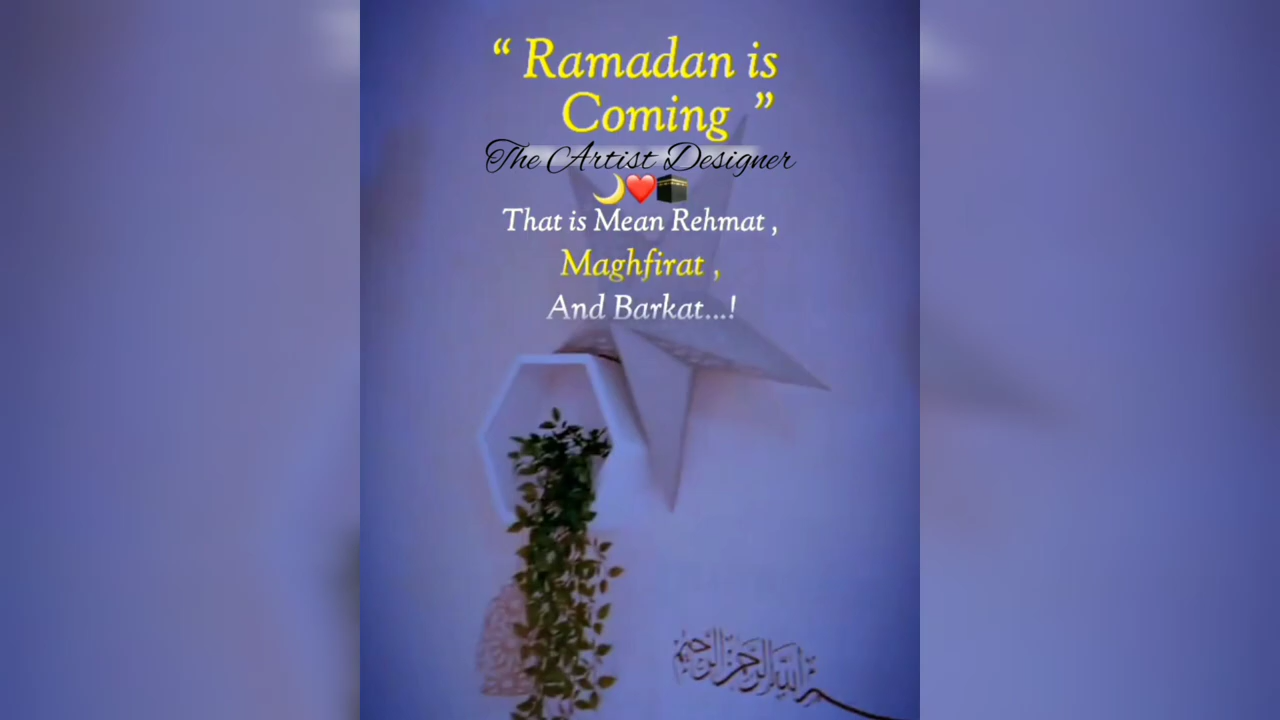 “ Ramadan is
Coming ”
The Artist Designer
🌙❤️🕋
That is Mean Rehmat ,
Maghfirat ,
And Barkat...!
بسم الله الرحمن الرحيم